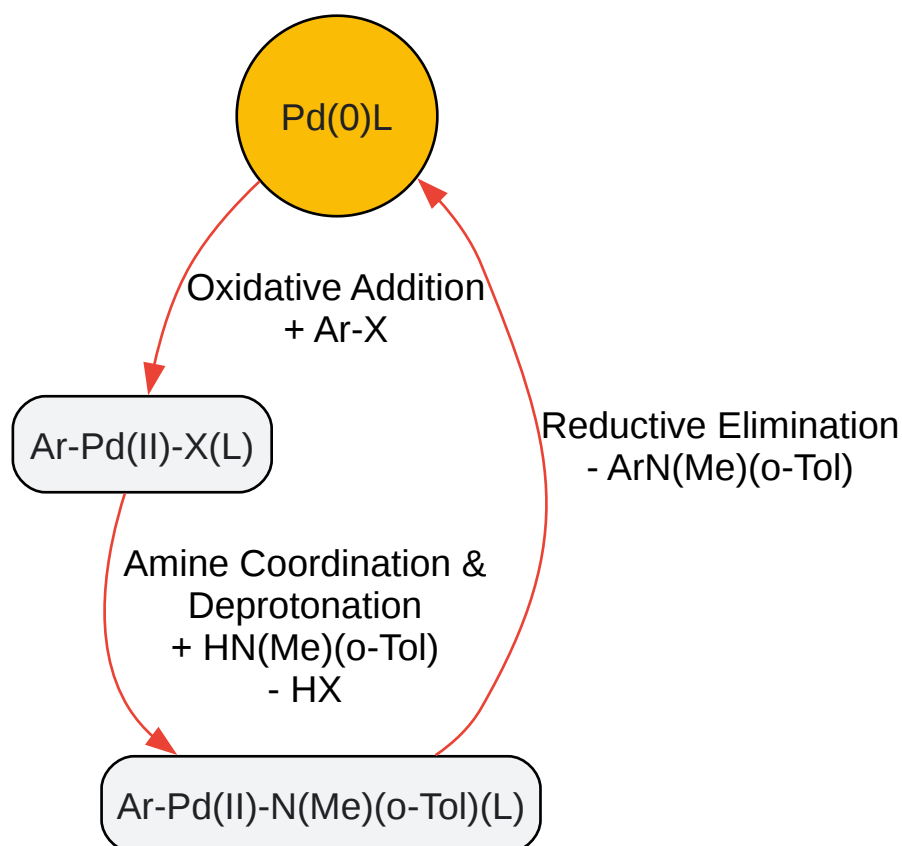 Pd(0)L
Oxidative Addition
+ Ar-X
Ar-Pd(II)-X(L)
Reductive Elimination
- ArN(Me)(o-Tol)
Amine Coordination &
Deprotonation
+ HN(Me)(o-Tol)
- HX
Ar-Pd(II)-N(Me)(o-Tol)(L)